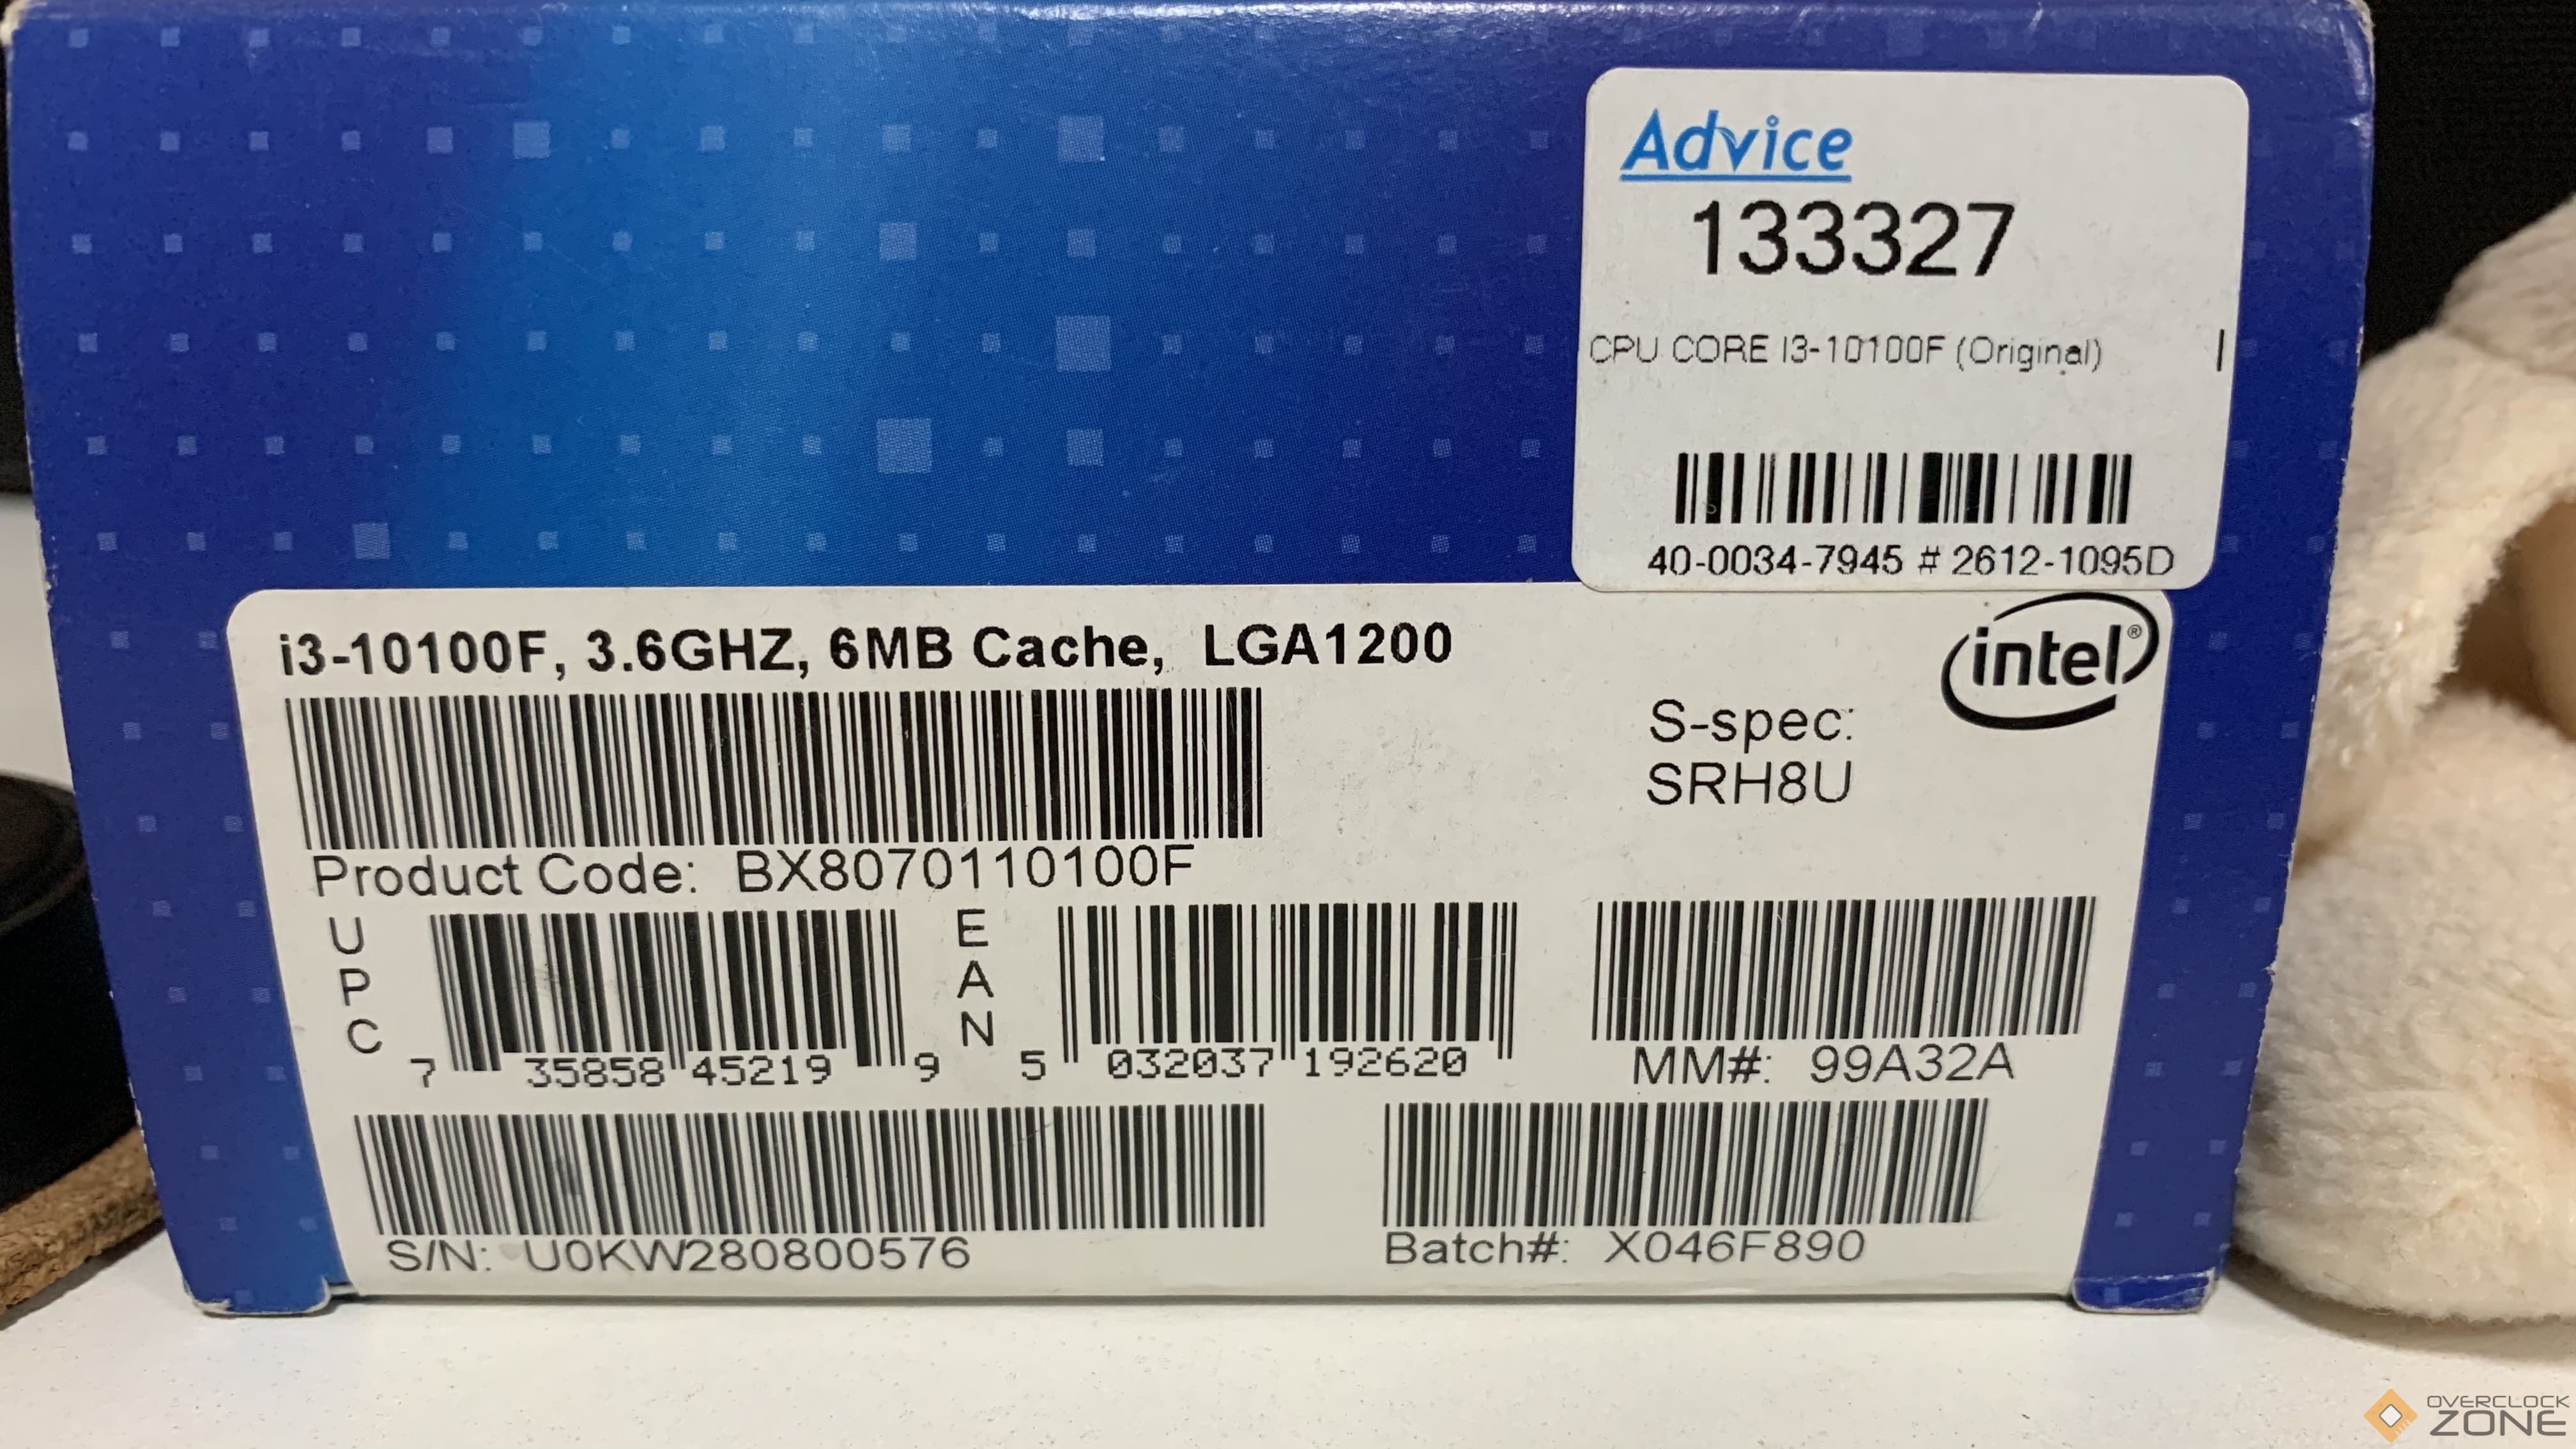 Advice
133327
CPU CORE I3-10100F (Original)
40-0034-7945 # 2612-1095D
i3-10100F, 3.6GHZ, 6MB Cache, LGA1200
intel®
S-spec:
SRH8U
Product Code: BX8070110100F
UPC
7 35858 45219 9
EAN
5 032037 192620
MM#: 99A32A
S/N: U0KW280800576
Batch#: X046F890
OVERCLOCK
ZONE